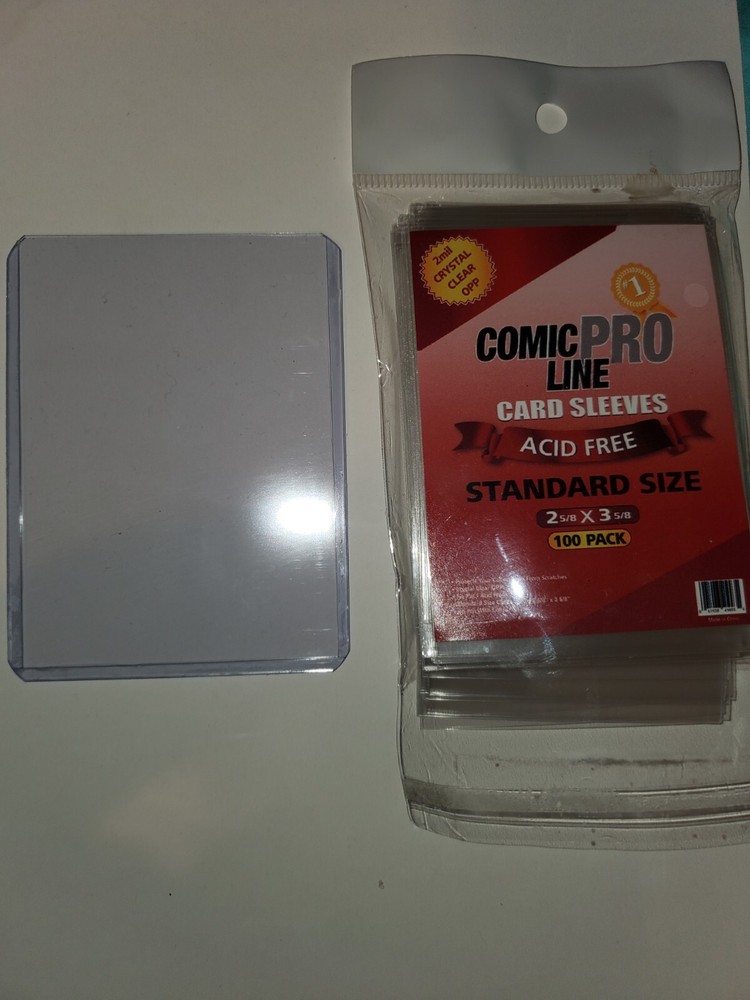 2mil
CRYSTAL
CLEAR
OPP
#1
COMIC PRO
LINE
CARD SLEEVES
ACID FREE
STANDARD SIZE
2 5/8 X 3 5/8
100 PACK
Scratches